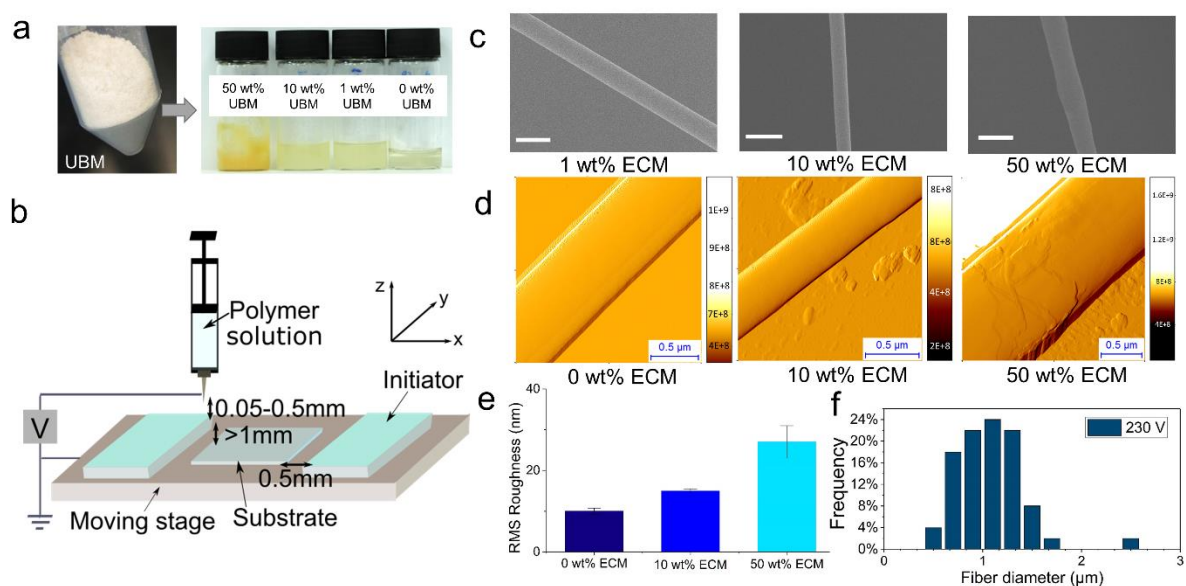 a
UBM
50 wt%
UBM
10 wt%
UBM
1 wt%
UBM
0 wt%
UBM
b
Polymer
solution
z
y
x
Initiator
V
0.05-0.5mm
>1mm
0.5mm
Moving stage
Substrate
c
1 wt% ECM
10 wt% ECM
50 wt% ECM
d
1E+9
9E+8
8E+8
7E+8
4E+8
0.5 µm
0 wt% ECM
8E+8
8E+8
4E+8
2E+8
0.5 µm
10 wt% ECM
1.6E+9
1.2E+9
8E+8
4E+8
0.5 µm
50 wt% ECM
e
RMS Roughness (nm)
40
20
0
0 wt% ECM
10 wt% ECM
50 wt% ECM
f
Frequency
24%
20%
16%
12%
8%
4%
0%
230 V
0
1
2
3
Fiber diameter (µm)